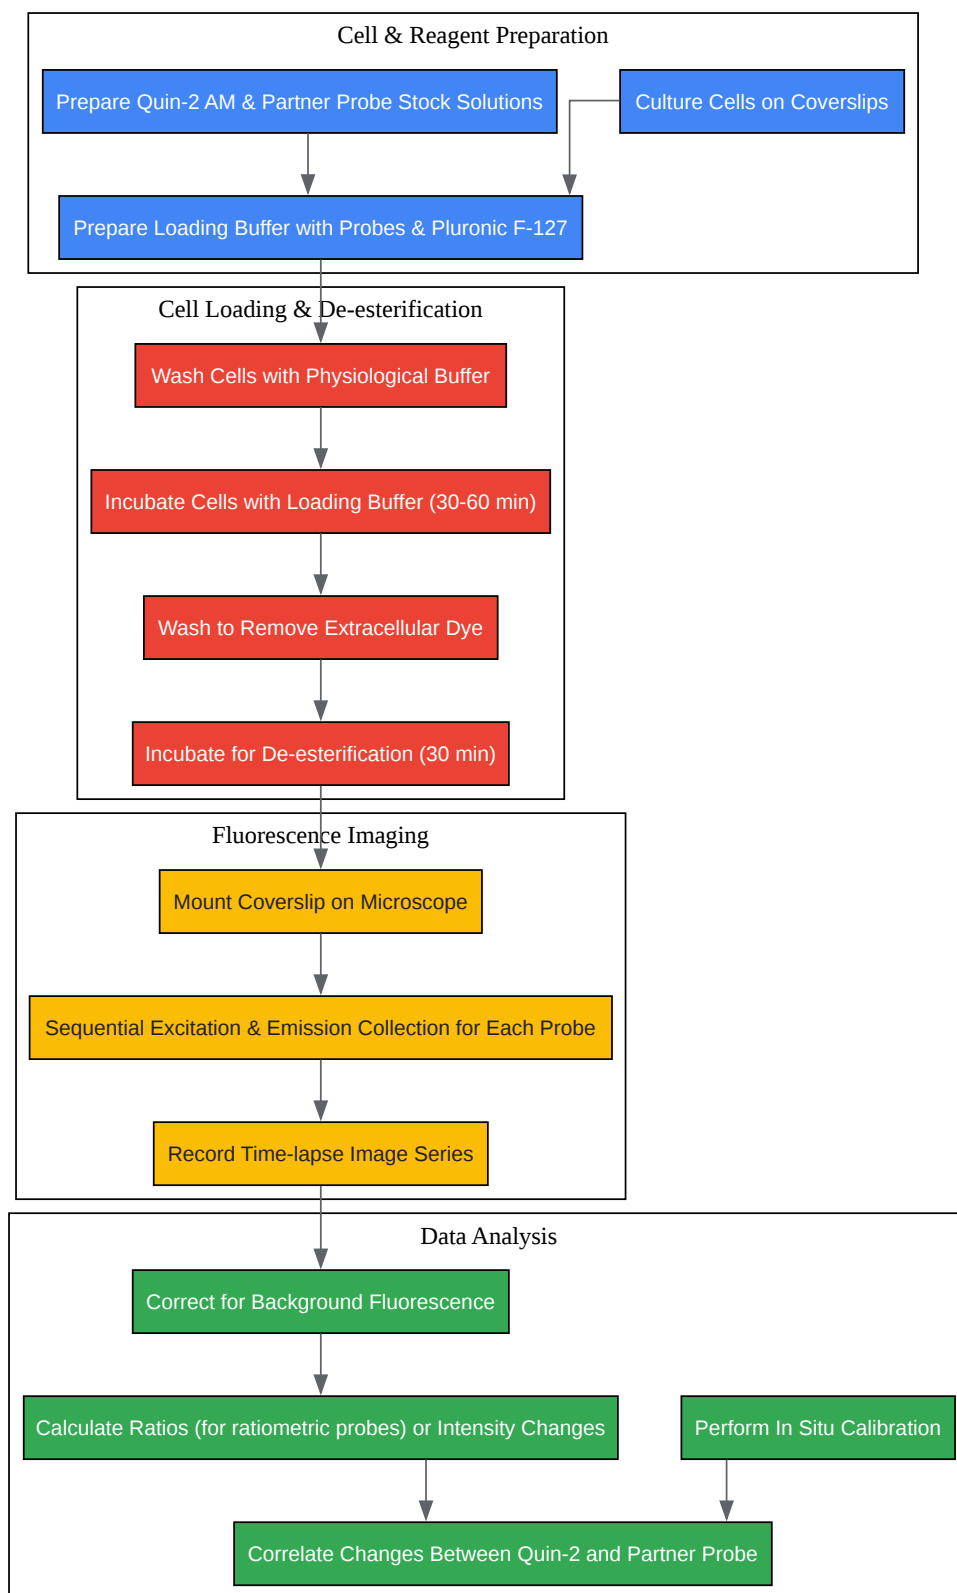 Cell & Reagent Preparation
Prepare Quin-2 AM & Partner Probe Stock Solutions
Culture Cells on Coverslips
Prepare Loading Buffer with Probes & Pluronic F-127
Cell Loading & De-esterification
Wash Cells with Physiological Buffer
Incubate Cells with Loading Buffer (30-60 min)
Wash to Remove Extracellular Dye
Incubate for De-esterification (30 min)
Fluorescence Imaging
Mount Coverslip on Microscope
Sequential Excitation & Emission Collection for Each Probe
Record Time-lapse Image Series
Data Analysis
Correct for Background Fluorescence
Calculate Ratios (for ratiometric probes) or Intensity Changes
Perform In Situ Calibration
Correlate Changes Between Quin-2 and Partner Probe